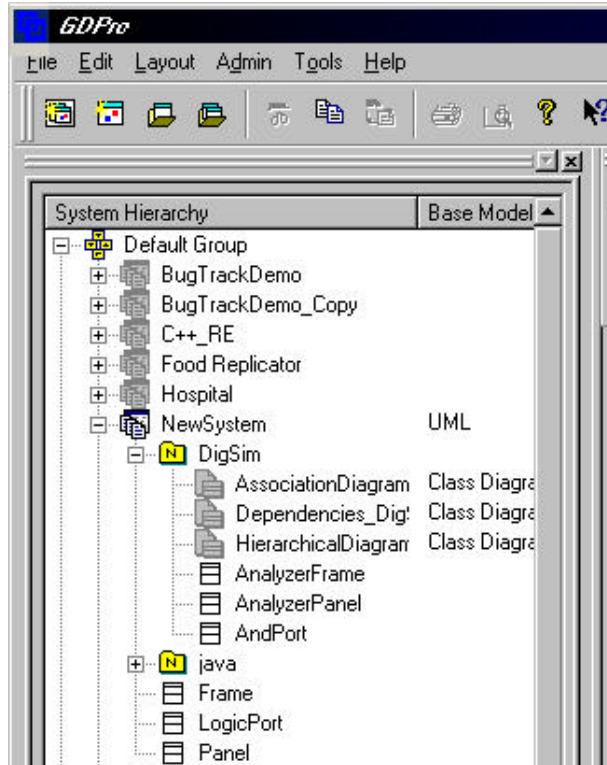 GDPro
File Edit Layout Admin Tools Help
System Hierarchy Base Model
Default Group
BugTrackDemo
BugTrackDemo_Copy
C++_RE
Food Replicator
Hospital
NewSystem UML
N DigSim
AssociationDiagram Class Diagra
Dependencies_DigS Class Diagra
HierarchicalDiagram Class Diagra
AnalyzerFrame
AnalyzerPanel
AndPort
N java
Frame
LogicPort
Panel